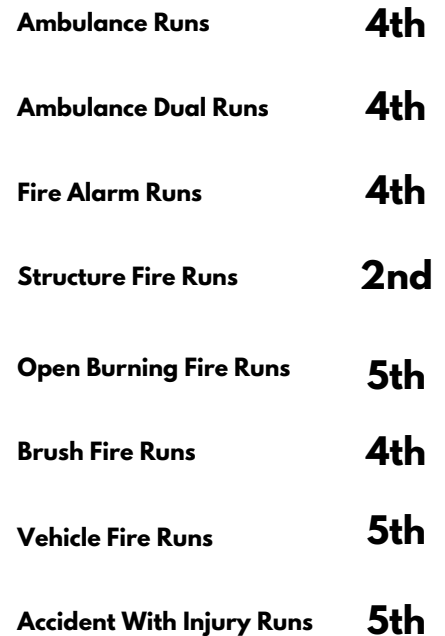 Ambulance Runs 4th
Ambulance Dual Runs 4th
Fire Alarm Runs 4th
Structure Fire Runs 2nd
Open Burning Fire Runs 5th
Brush Fire Runs 4th
Vehicle Fire Runs 5th
Accident With Injury Runs 5th